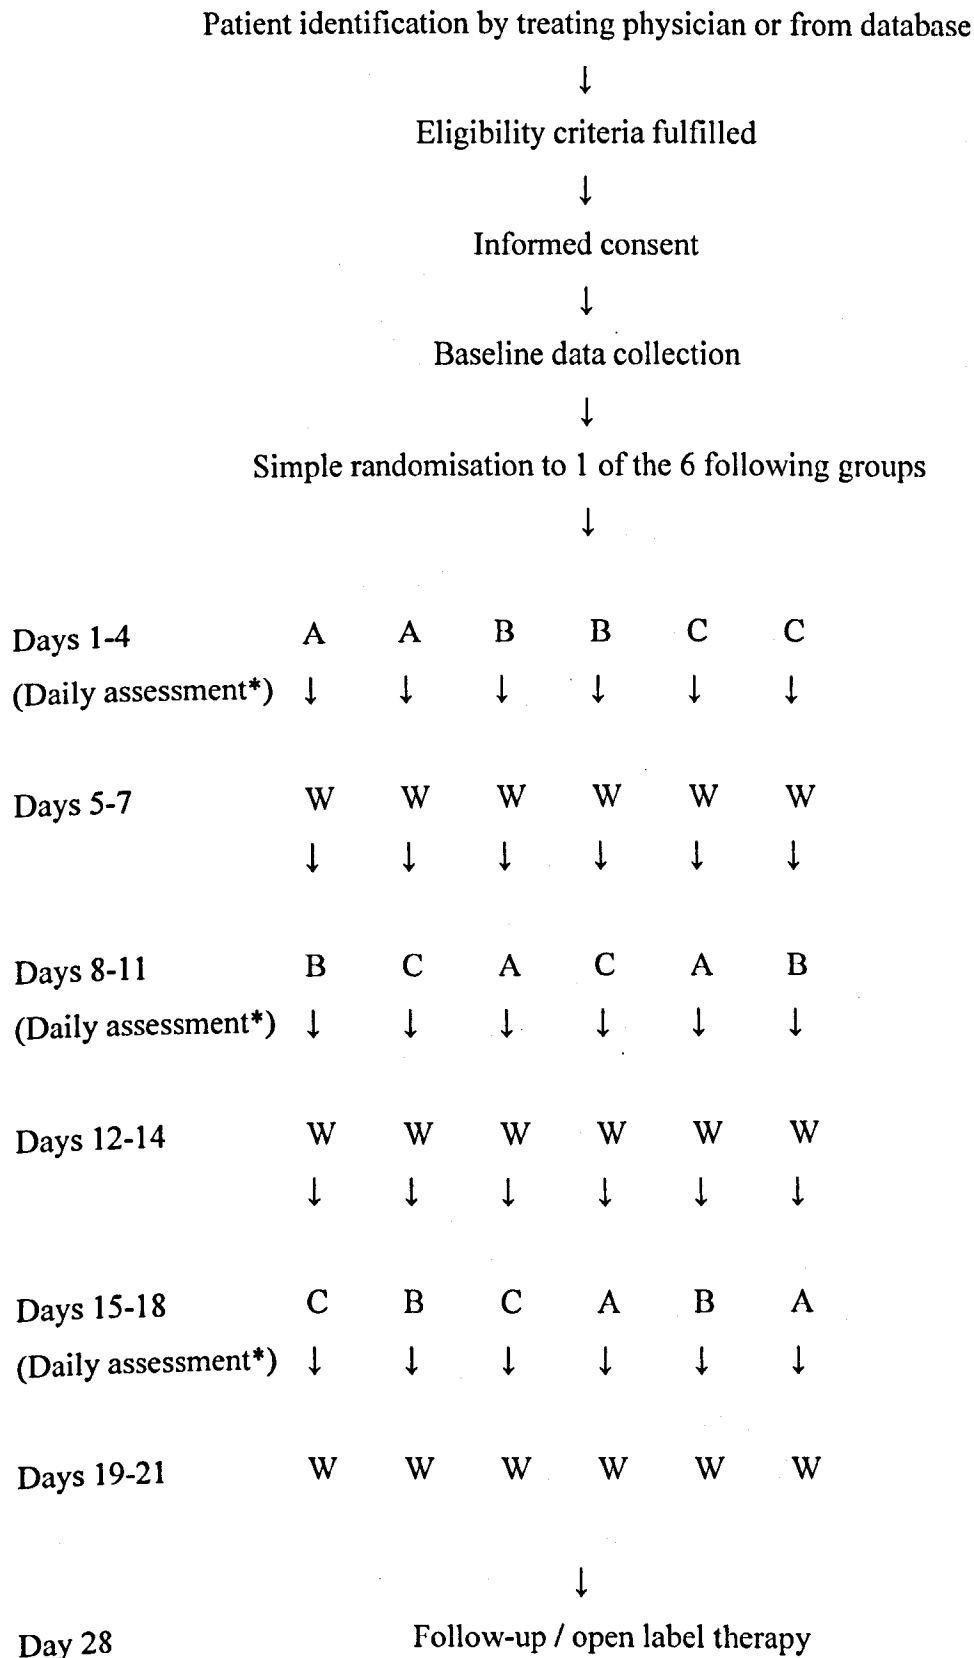 Patient identification by treating physician or from database
↓
Eligibility criteria fulfilled
↓
Informed consent
↓
Baseline data collection
↓
Simple randomisation to 1 of the 6 following groups
↓
Days 1-4 A A B B C C
(Daily assessment*) ↓ ↓ ↓ ↓ ↓ ↓
Days 5-7 W W W W W W
↓ ↓ ↓ ↓ ↓ ↓
Days 8-11 B C A C A B
(Daily assessment*) ↓ ↓ ↓ ↓ ↓ ↓
Days 12-14 W W W W W W
↓ ↓ ↓ ↓ ↓ ↓
Days 15-18 C B C A B A
(Daily assessment*) ↓ ↓ ↓ ↓ ↓ ↓
Days 19-21 W W W W W W
↓
Day 28 Follow-up / open label therapy